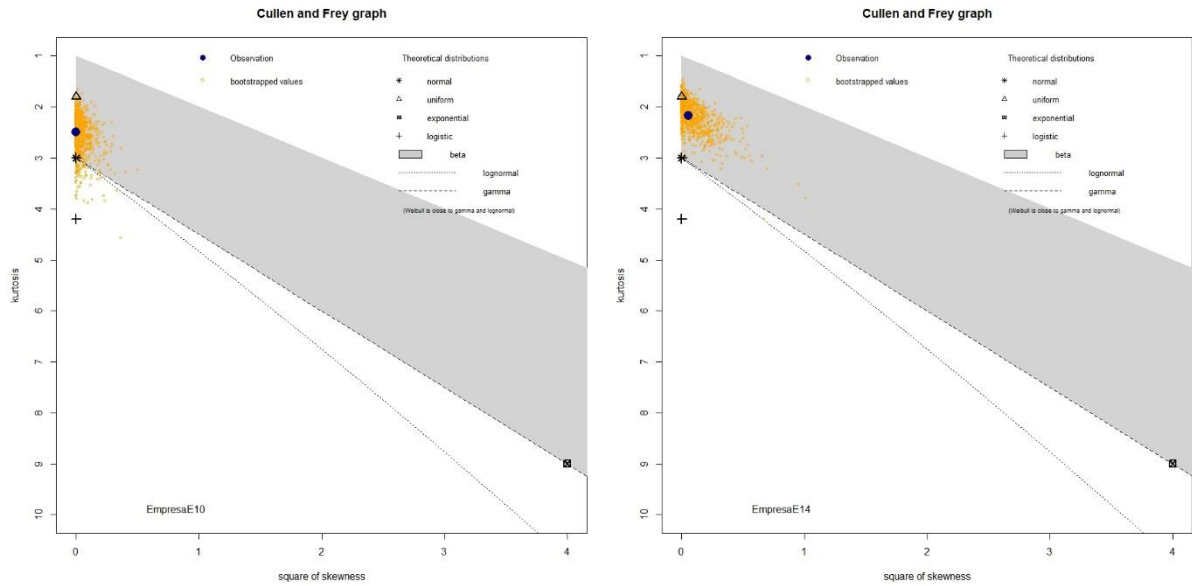 Cullen and Frey graph
Observation
bootstrapped values
Theoretical distributions
normal
uniform
exponential
logistic
beta
lognormal
gamma
(Weibull is close to gamma and lognormal)
kurtosis
1
2
3
4
5
6
7
8
9
10
EmpresaE10
0 1 2 3 4
square of skewness
Cullen and Frey graph
Observation
bootstrapped values
Theoretical distributions
normal
uniform
exponential
logistic
beta
lognormal
gamma
(Weibull is close to gamma and lognormal)
kurtosis
1
2
3
4
5
6
7
8
9
10
EmpresaE14
0 1 2 3 4
square of skewness